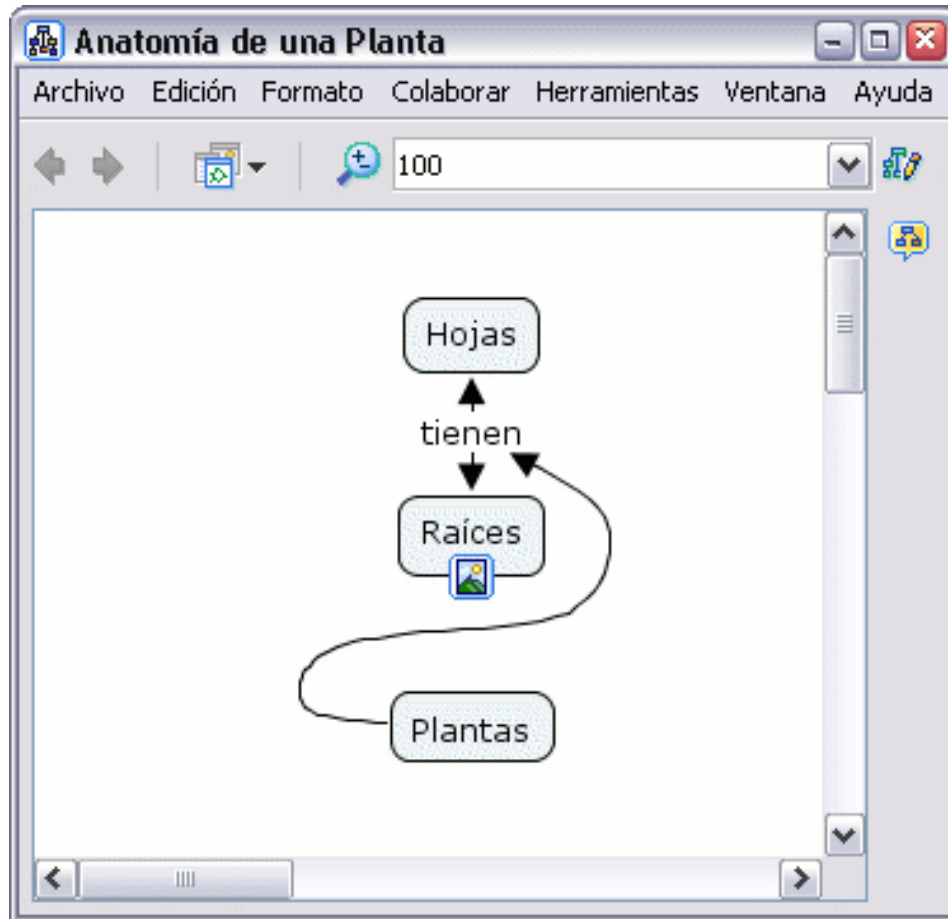 Anatomía de una Planta
Archivo Edición Formato Colaborar Herramientas Ventana Ayuda
100
Hojas
tienen
Raíces
Plantas